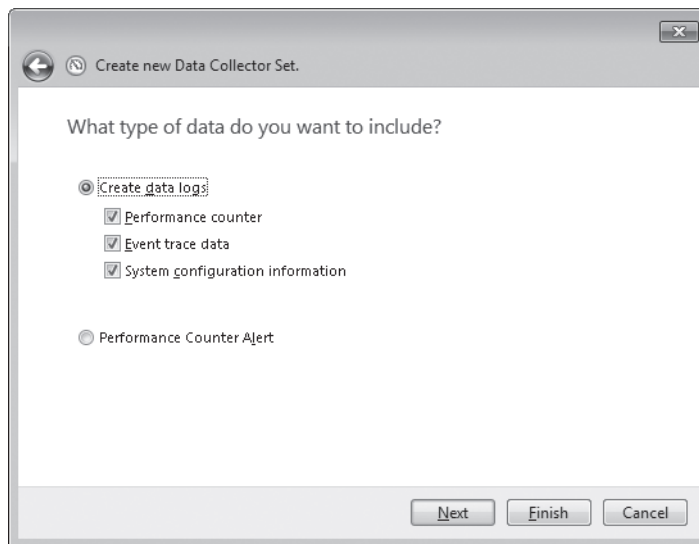 Create new Data Collector Set.
What type of data do you want to include?
Create data logs
Performance counter
Event trace data
System configuration information
Performance Counter Alert
Next Finish Cancel